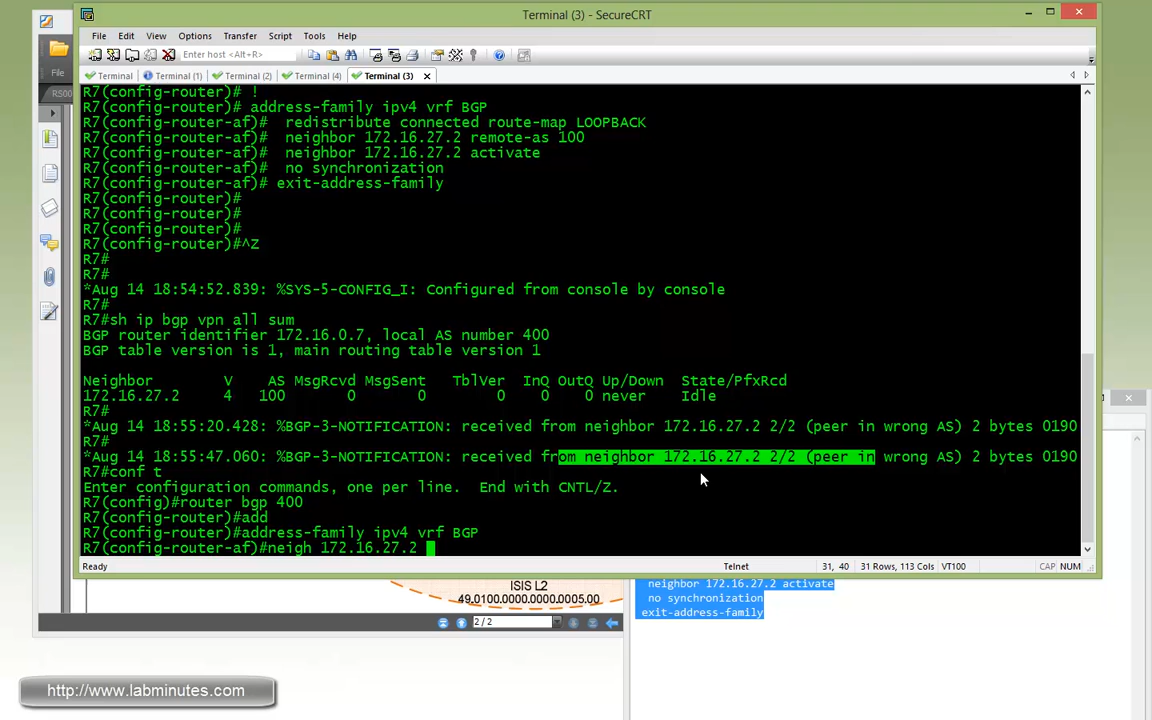 Terminal (3) - SecureCRT
File Edit View Options Transfer Script Tools Help
Enter host <Alt+R>
File
RS00
Terminal Terminal (1) Terminal (2) Terminal (4) Terminal (3)
R7(config-router)# !
R7(config-router)# address-family ipv4 vrf BGP
R7(config-router-af)#  redistribute connected route-map LOOPBACK
R7(config-router-af)#  neighbor 172.16.27.2 remote-as 100
R7(config-router-af)#  neighbor 172.16.27.2 activate
R7(config-router-af)#  no synchronization
R7(config-router-af)# exit-address-family
R7(config-router)#
R7(config-router)#
R7(config-router)#
R7(config-router)#^Z
R7#
R7#
*Aug 14 18:54:52.839: %SYS-5-CONFIG_I: Configured from console by console
R7#
R7#sh ip bgp vpn all sum
BGP router identifier 172.16.0.7, local AS number 400
BGP table version is 1, main routing table version 1
Neighbor V AS MsgRcvd MsgSent TblVer InQ OutQ Up/Down State/PfxRcd
172.16.27.2 4 100 0 0 0 0 0 never Idle
R7#
*Aug 14 18:55:20.428: %BGP-3-NOTIFICATION: received from neighbor 172.16.27.2 2/2 (peer in wrong AS) 2 bytes 0190
R7#
*Aug 14 18:55:47.060: %BGP-3-NOTIFICATION: received from neighbor 172.16.27.2 2/2 (peer in wrong AS) 2 bytes 0190
R7#conf t
Enter configuration commands, one per line.  End with CNTL/Z.
R7(config)#router bgp 400
R7(config-router)#add
R7(config-router)#address-family ipv4 vrf BGP
R7(config-router-af)#neigh 172.16.27.2
Ready Telnet 31, 40 31 Rows, 113 Cols VT100 CAP NUM
ISIS L2
49.0100.0000.0000.0005.00
2 / 2
neighbor 172.16.27.2 activate
no synchronization
exit-address-family
http://www.labminutes.com